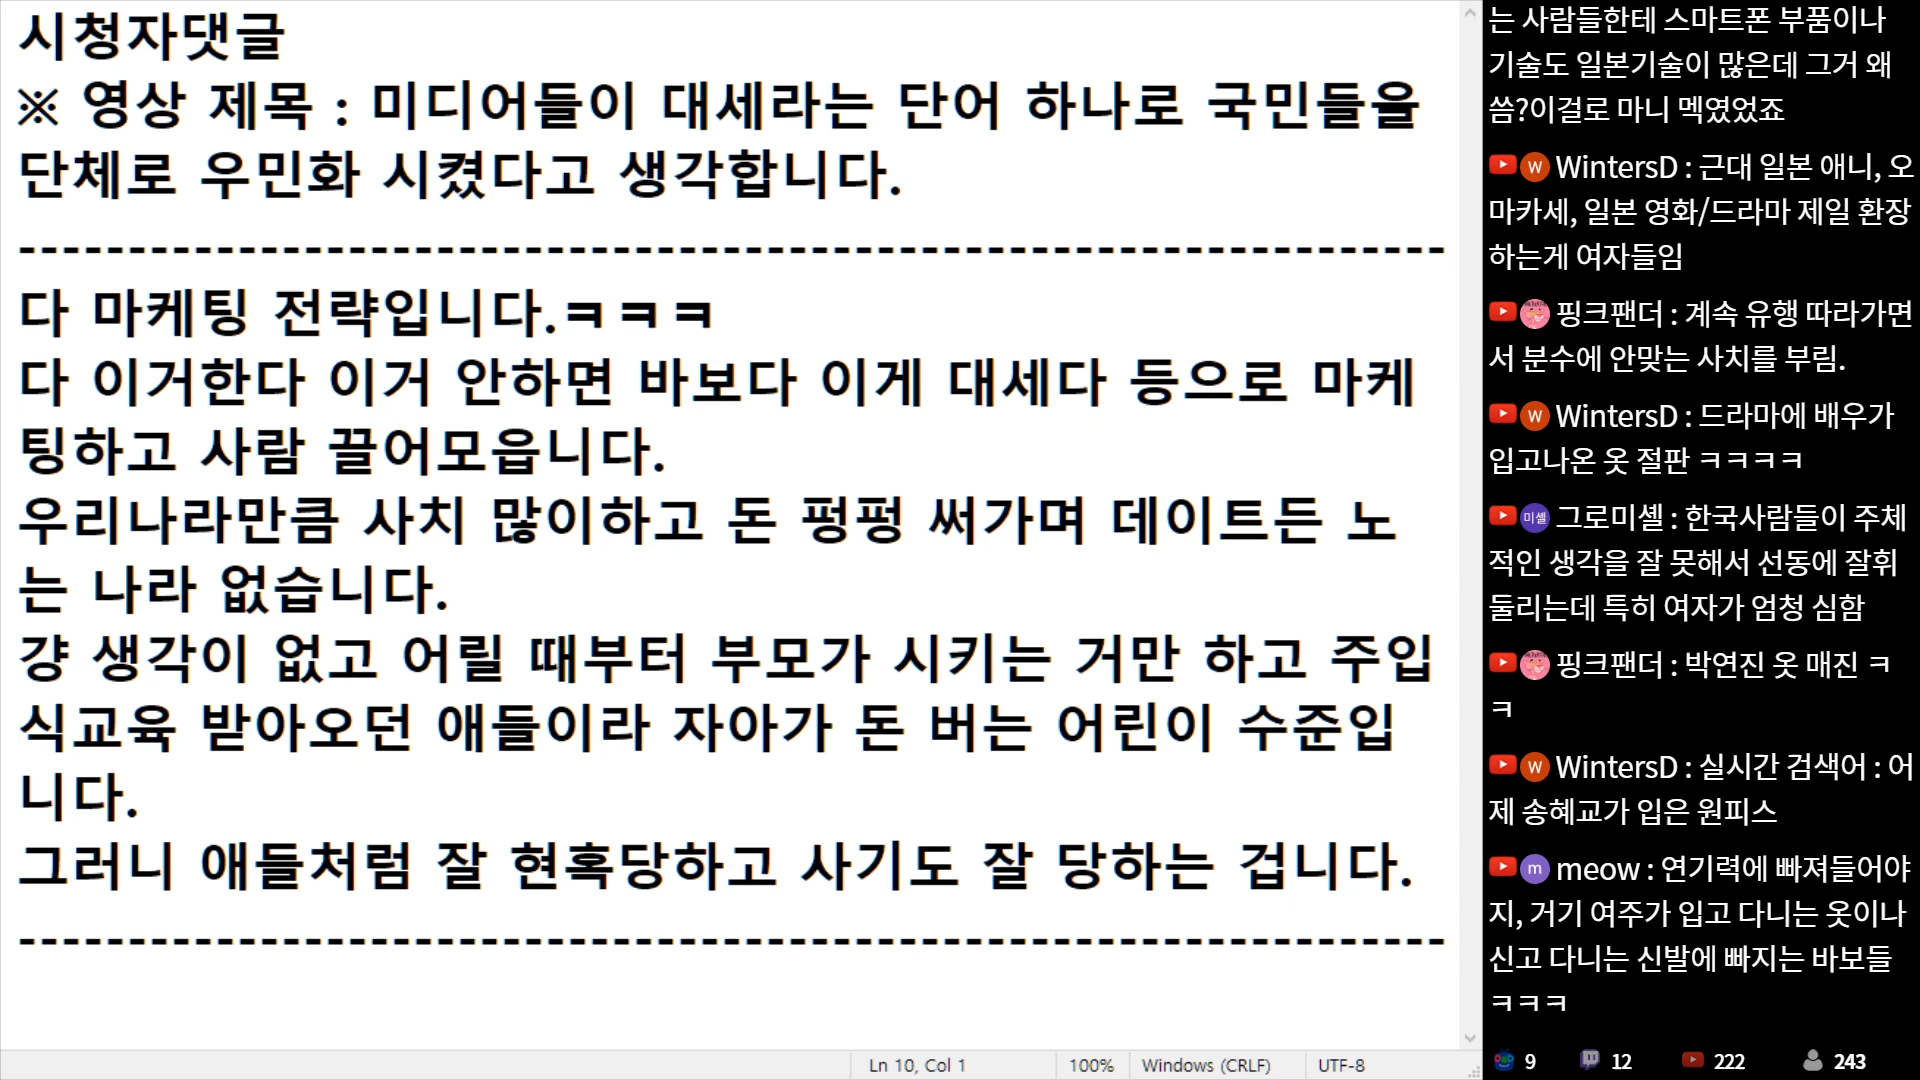 시청자댓글
※ 영상 제목 : 미디어들이 대세라는 단어 하나로 국민들을
단체로 우민화 시켰다고 생각합니다.
------------------------------------------------------------------------
다 마케팅 전략입니다.ㅋㅋㅋ
다 이거한다 이거 안하면 바보다 이게 대세다 등으로 마케
팅하고 사람 끌어모읍니다.
우리나라만큼 사치 많이하고 돈 펑펑 써가며 데이트든 노
는 나라 없습니다.
걍 생각이 없고 어릴 때부터 부모가 시키는 거만 하고 주입
식교육 받아오던 애들이라 자아가 돈 버는 어린이 수준입
니다.
그러니 애들처럼 잘 현혹당하고 사기도 잘 당하는 겁니다.
------------------------------------------------------------------------
Ln 10, Col 1
100%
Windows (CRLF)
UTF-8
는 사람들한테 스마트폰 부품이나
기술도 일본기술이 많은데 그거 왜
씀?이걸로 마니 멕였었죠
W WintersD : 근대 일본 애니, 오
마카세, 일본 영화/드라마 제일 환장
하는게 여자들임
핑크팬더 : 계속 유행 따라가면
서 분수에 안맞는 사치를 부림.
W WintersD : 드라마에 배우가
입고나온 옷 절판 ㅋㅋㅋㅋ
미셸 그로미셸 : 한국사람들이 주체
적인 생각을 잘 못해서 선동에 잘휘
둘리는데 특히 여자가 엄청 심함
핑크팬더 : 박연진 옷 매진 ㅋ
ㅋ
W WintersD : 실시간 검색어 : 어
제 송혜교가 입은 원피스
m meow : 연기력에 빠져들어야
지, 거기 여주가 입고 다니는 옷이나
신고 다니는 신발에 빠지는 바보들
ㅋㅋㅋ
9 12 222 243